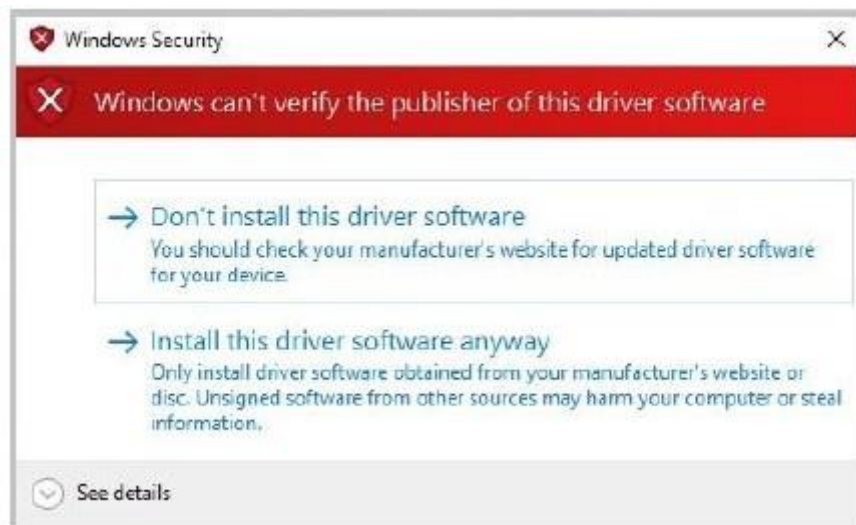 Windows Security
Windows can't verify the publisher of this driver software
Don't install this driver software
You should check your manufacturer's website for updated driver software
for your device.
Install this driver software anyway
Only install driver software obtained from your manufacturer's website or
disc. Unsigned software from other sources may harm your computer or steal
information.
See details